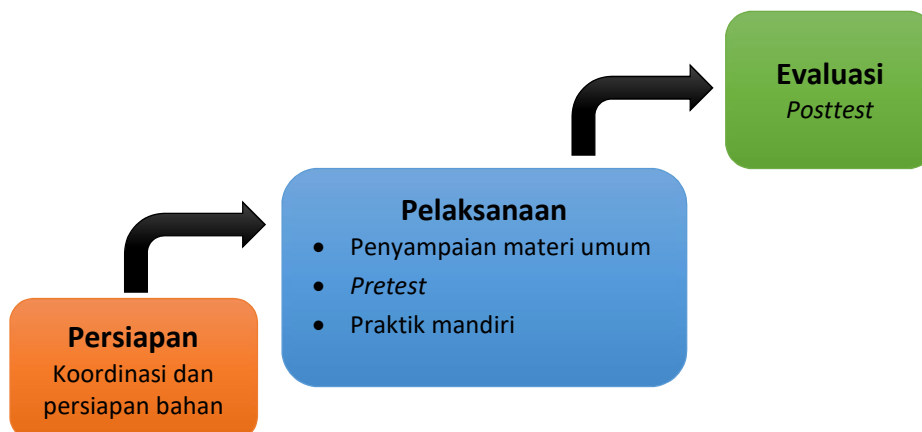 Persiapan
Koordinasi dan
persiapan bahan
Pelaksanaan
• Penyampaian materi umum
• Pretest
• Praktik mandiri
Evaluasi
Posttest